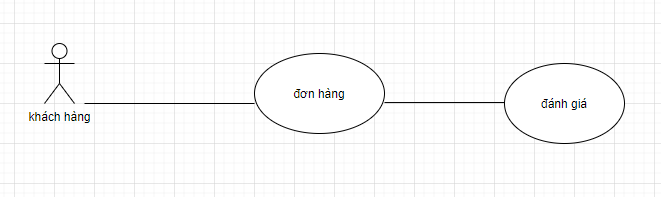 khách hàng
đơn hàng
đánh giá